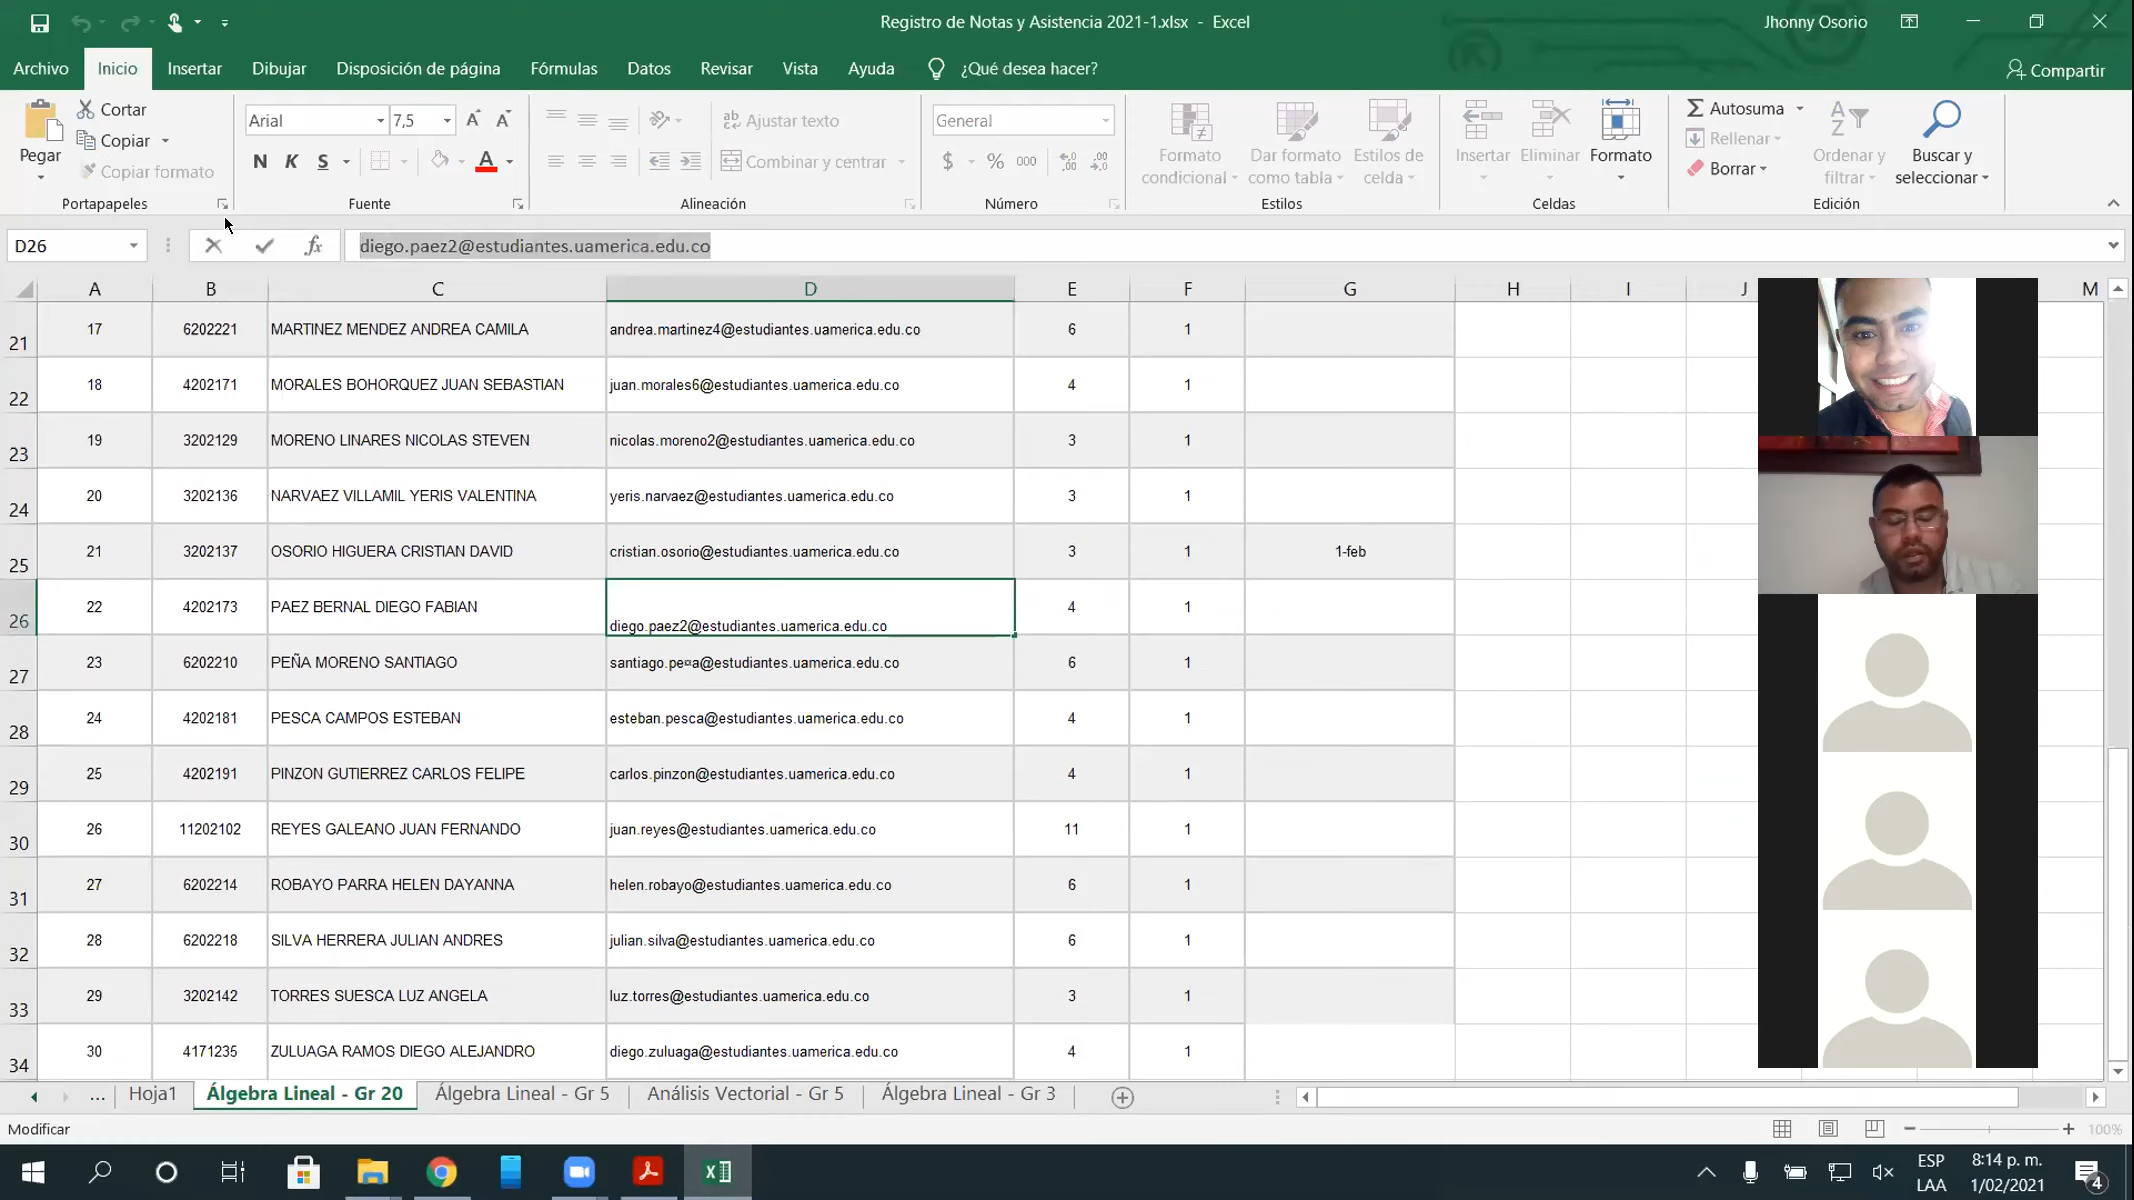 Registro de Notas y Asistencia 2021-1.xlsx - Excel
Jhonny Osorio
Archivo Inicio Insertar Dibujar Disposición de página Fórmulas Datos Revisar Vista Ayuda ¿Qué desea hacer? Compartir
Pegar Cortar
Copiar
Copiar formato
Portapapeles
Arial 7,5
N K S A
Fuente
Ajustar texto
Combinar y centrar
Alineación
General
$ % 000
Número
Formato condicional
Dar formato como tabla
Estilos de celda
Estilos
Insertar Eliminar Formato
Celdas
Autosuma
Rellenar
Borrar
Ordenar y filtrar
Buscar y seleccionar
Edición
D26 fx diego.paez2@estudiantes.uamerica.edu.co
A B C D E F G H I J M
21 17 6202221 MARTINEZ MENDEZ ANDREA CAMILA andrea.martinez4@estudiantes.uamerica.edu.co 6 1
22 18 4202171 MORALES BOHORQUEZ JUAN SEBASTIAN juan.morales6@estudiantes.uamerica.edu.co 4 1
23 19 3202129 MORENO LINARES NICOLAS STEVEN nicolas.moreno2@estudiantes.uamerica.edu.co 3 1
24 20 3202136 NARVAEZ VILLAMIL YERIS VALENTINA yeris.narvaez@estudiantes.uamerica.edu.co 3 1
25 21 3202137 OSORIO HIGUERA CRISTIAN DAVID cristian.osorio@estudiantes.uamerica.edu.co 3 1 1-feb
26 22 4202173 PAEZ BERNAL DIEGO FABIAN diego.paez2@estudiantes.uamerica.edu.co 4 1
27 23 6202210 PEÑA MORENO SANTIAGO santiago.pe¤a@estudiantes.uamerica.edu.co 6 1
28 24 4202181 PESCA CAMPOS ESTEBAN esteban.pesca@estudiantes.uamerica.edu.co 4 1
29 25 4202191 PINZON GUTIERREZ CARLOS FELIPE carlos.pinzon@estudiantes.uamerica.edu.co 4 1
30 26 11202102 REYES GALEANO JUAN FERNANDO juan.reyes@estudiantes.uamerica.edu.co 11 1
31 27 6202214 ROBAYO PARRA HELEN DAYANNA helen.robayo@estudiantes.uamerica.edu.co 6 1
32 28 6202218 SILVA HERRERA JULIAN ANDRES julian.silva@estudiantes.uamerica.edu.co 6 1
33 29 3202142 TORRES SUESCA LUZ ANGELA luz.torres@estudiantes.uamerica.edu.co 3 1
34 30 4171235 ZULUAGA RAMOS DIEGO ALEJANDRO diego.zuluaga@estudiantes.uamerica.edu.co 4 1
... Hoja1 Álgebra Lineal - Gr 20 Álgebra Lineal - Gr 5 Análisis Vectorial - Gr 5 Álgebra Lineal - Gr 3
Modificar 100%
ESP 8:14 p. m.
LAA 1/02/2021 4